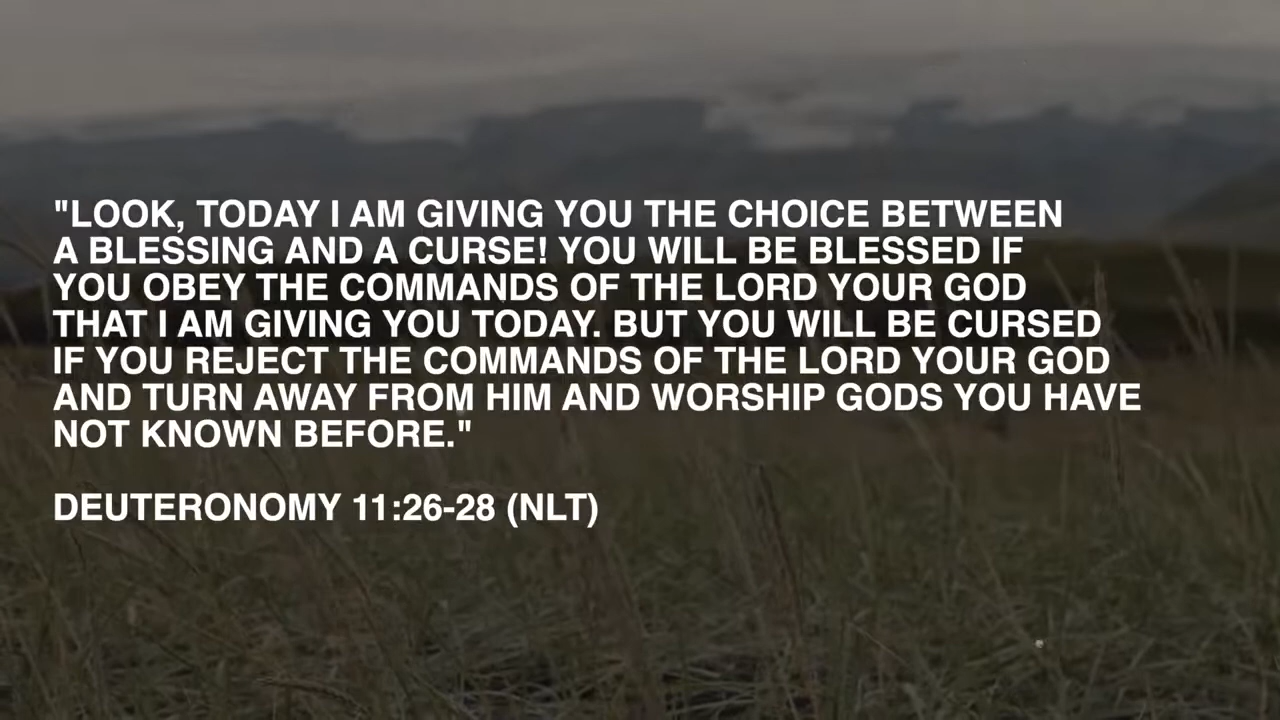 "LOOK, TODAY I AM GIVING YOU THE CHOICE BETWEEN
A BLESSING AND A CURSE! YOU WILL BE BLESSED IF
YOU OBEY THE COMMANDS OF THE LORD YOUR GOD
THAT I AM GIVING YOU TODAY. BUT YOU WILL BE CURSED
IF YOU REJECT THE COMMANDS OF THE LORD YOUR GOD
AND TURN AWAY FROM HIM AND WORSHIP GODS YOU HAVE
NOT KNOWN BEFORE."
DEUTERONOMY 11:26-28 (NLT)